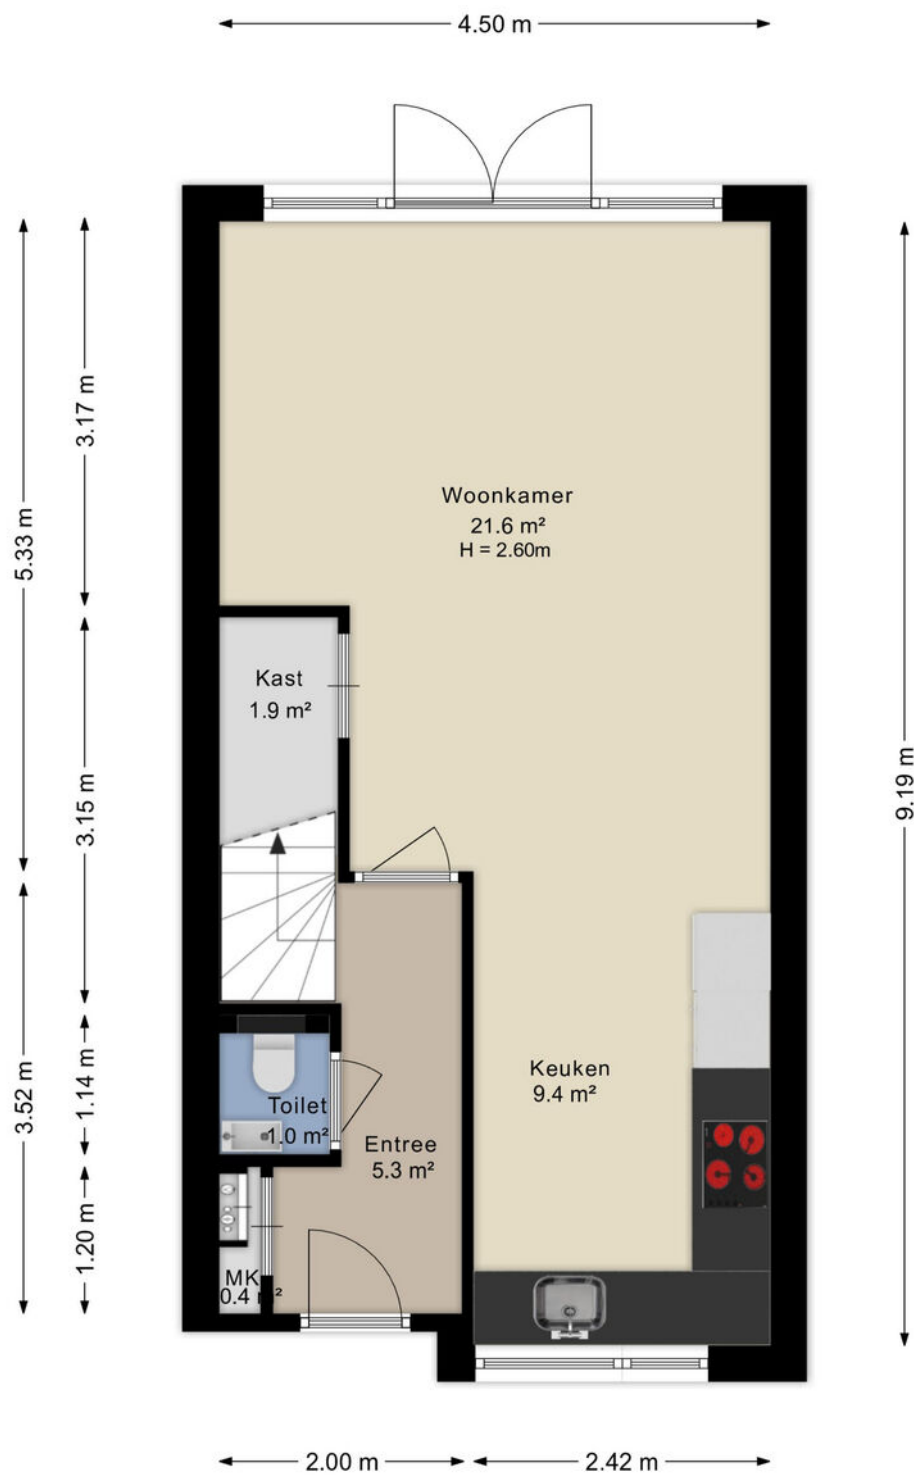 4.50 m
3.17 m
5.33 m
Woonkamer
21.6 m²
H = 2.60m
Kast
1.9 m²
3.15 m
9.19 m
Keuken
9.4 m²
3.52 m
1.14 m
Toilet
1.0 m²
Entree
5.3 m²
1.20 m
MK
0.4 m²
2.00 m
2.42 m